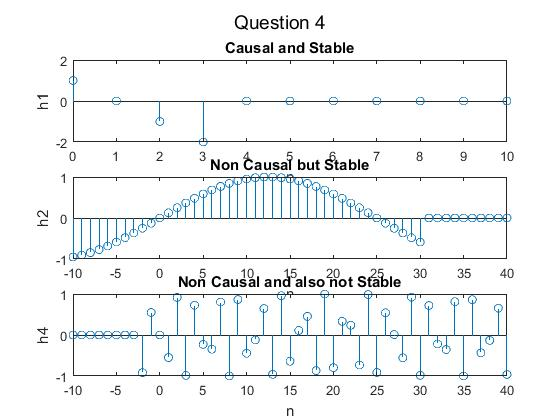 Question 4
Causal and Stable
h1
2
0
-2
0 1 2 3 4 5 6 7 8 9 10
Non Causal but Stable
h2
1
0
-1
-10 -5 0 5 10 15 20 25 30 35 40
Non Causal and also not Stable
h4
1
0
-1
-10 -5 0 5 10 15 20 25 30 35 40
n